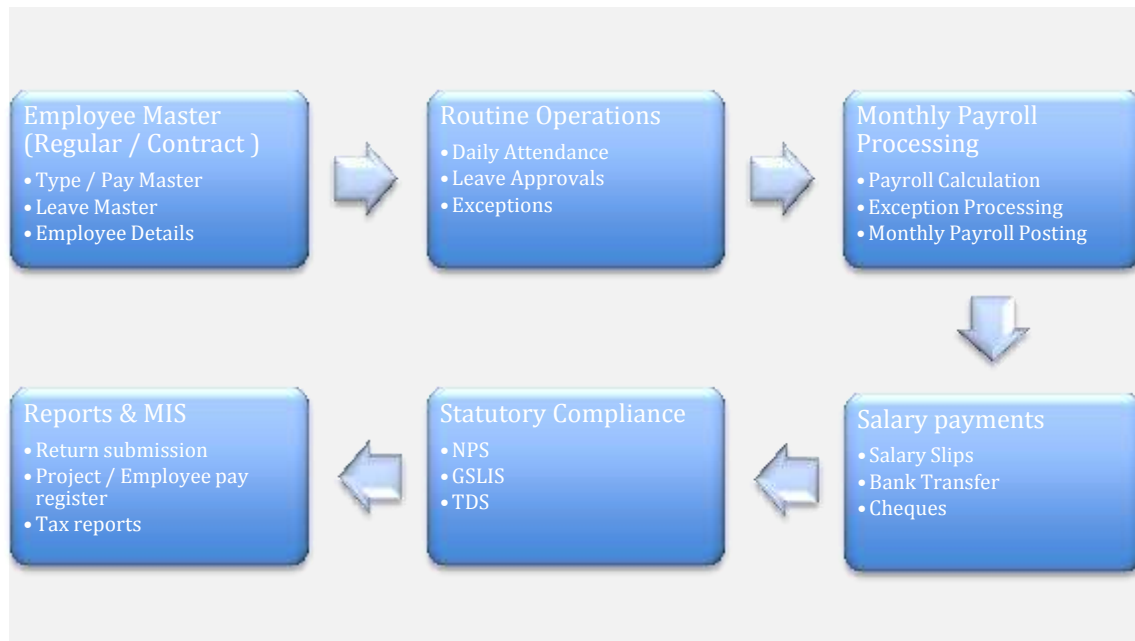 Employee Master
(Regular / Contract )
• Type / Pay Master
• Leave Master
• Employee Details
Routine Operations
• Daily Attendance
• Leave Approvals
• Exceptions
Monthly Payroll
Processing
• Payroll Calculation
• Exception Processing
• Monthly Payroll Posting
Salary payments
• Salary Slips
• Bank Transfer
• Cheques
Statutory Compliance
• NPS
• GSLIS
• TDS
Reports & MIS
• Return submission
• Project / Employee pay
register
• Tax reports